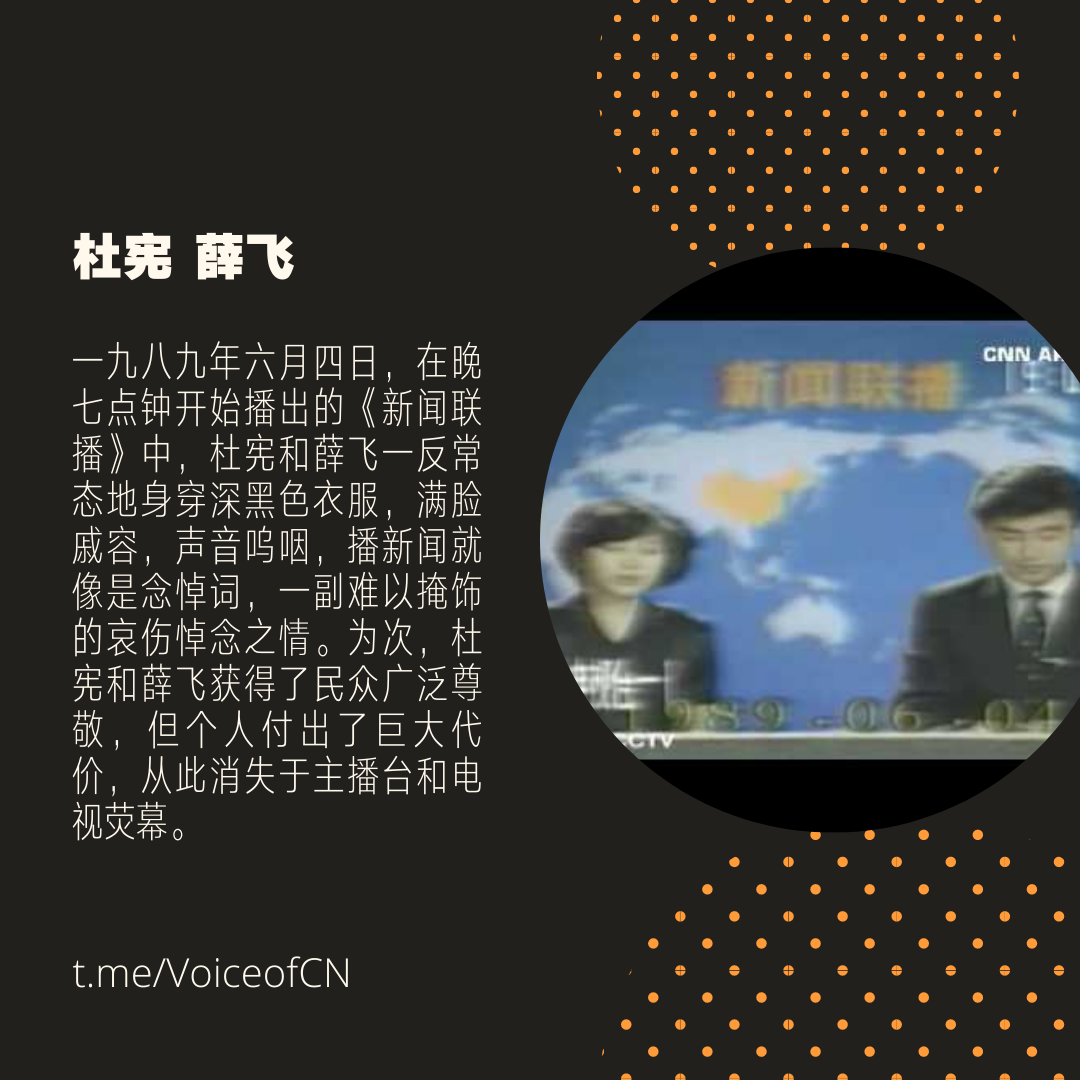 杜宪 薛飞
一九八九年六月四日，在晚
七点钟开始播出的《新闻联
播》中，杜宪和薛飞一反常
态地身穿深黑色衣服，满脸
戚容，声音呜咽，播新闻就
像是念悼词，一副难以掩饰
的哀伤悼念之情。为次，杜
宪和薛飞获得了民众广泛尊
敬，但个人付出了巨大代
价，从此消失于主播台和电
视荧幕。
t.me/VoiceofCN
CNN
新闻联播
1989-06-04
CCTV